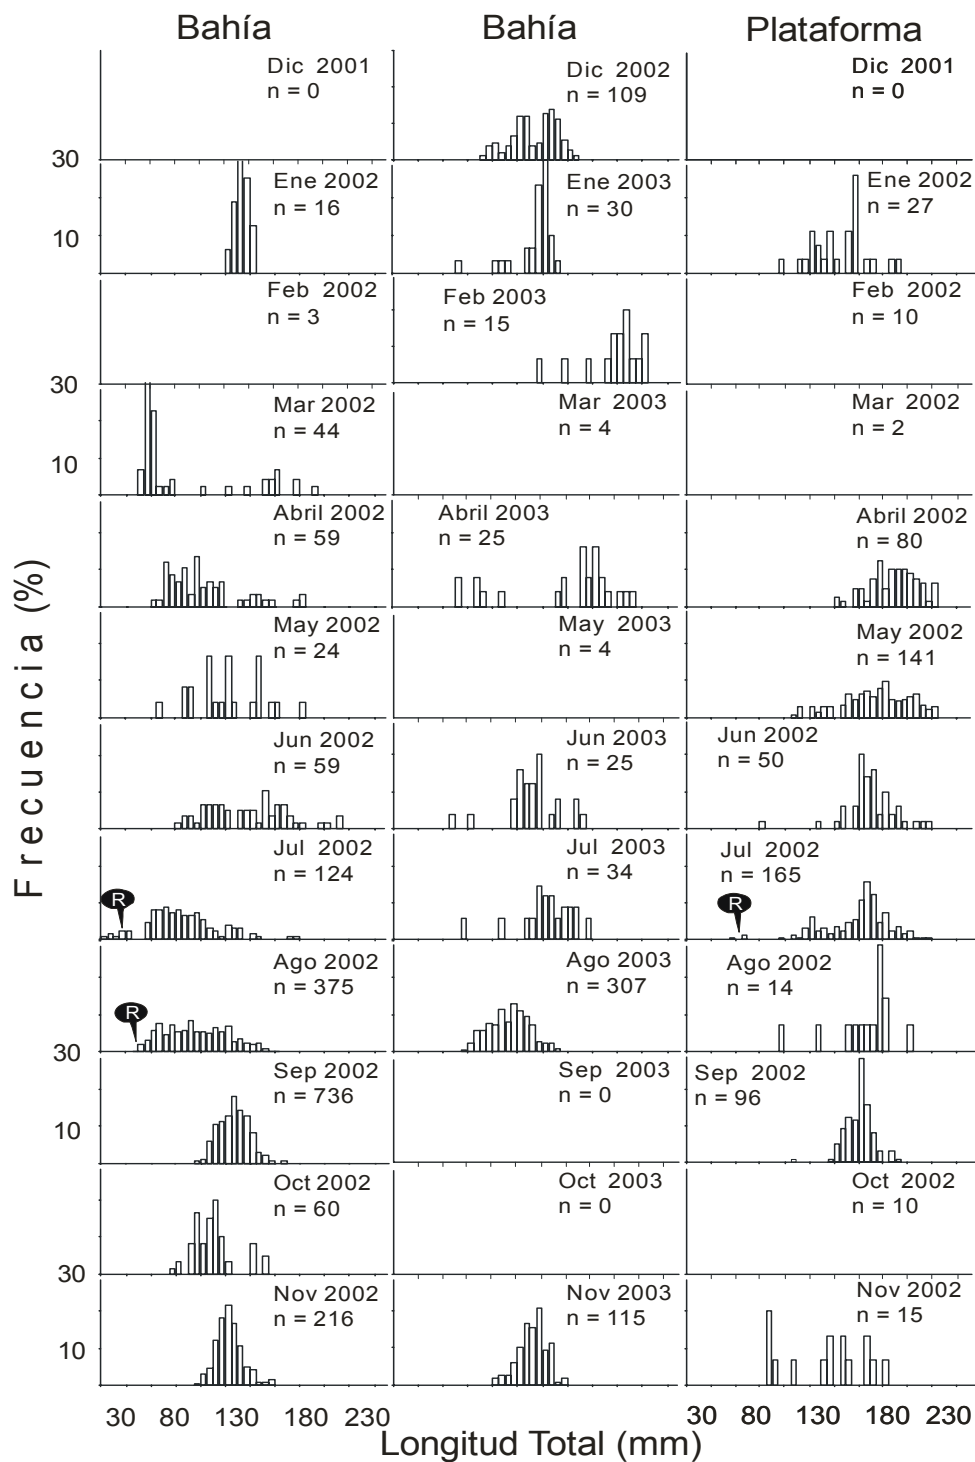 Bahía
Bahía
Plataforma
Dic 2001
n = 0
Dic 2002
n = 109
Dic 2001
n = 0
30
Ene 2002
n = 16
Ene 2003
n = 30
Ene 2002
n = 27
10
Feb 2002
n = 3
Feb 2003
n = 15
Feb 2002
n = 10
30
Mar 2002
n = 44
Mar 2003
n = 4
Mar 2002
n = 2
10
Abril 2002
n = 59
Abril 2003
n = 25
Abril 2002
n = 80
Frecuencia (%)
May 2002
n = 24
May 2003
n = 4
May 2002
n = 141
Jun 2002
n = 59
Jun 2003
n = 25
Jun 2002
n = 50
Jul 2002
n = 124
R
Jul 2003
n = 34
Jul 2002
n = 165
R
Ago 2002
n = 375
R
Ago 2003
n = 307
Ago 2002
n = 14
30
Sep 2002
n = 736
Sep 2003
n = 0
Sep 2002
n = 96
10
Oct 2002
n = 60
Oct 2003
n = 0
Oct 2002
n = 10
30
Nov 2002
n = 216
Nov 2003
n = 115
Nov 2002
n = 15
10
30 80 130 180 230
30 80 130 180 230
30 80 130 180 230
Longitud Total (mm)